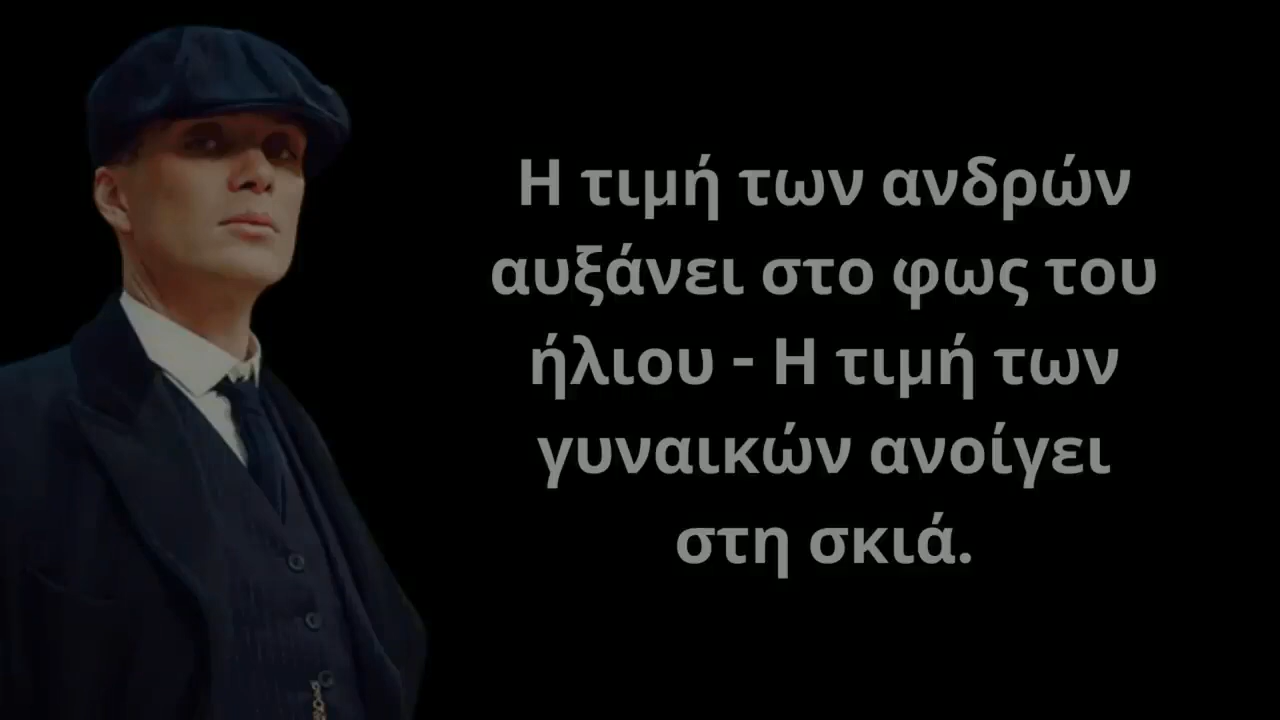 Η τιμή των ανδρών
αυξάνει στο φως του
ήλιου - Η τιμή των
γυναικών ανοίγει
στη σκιά.